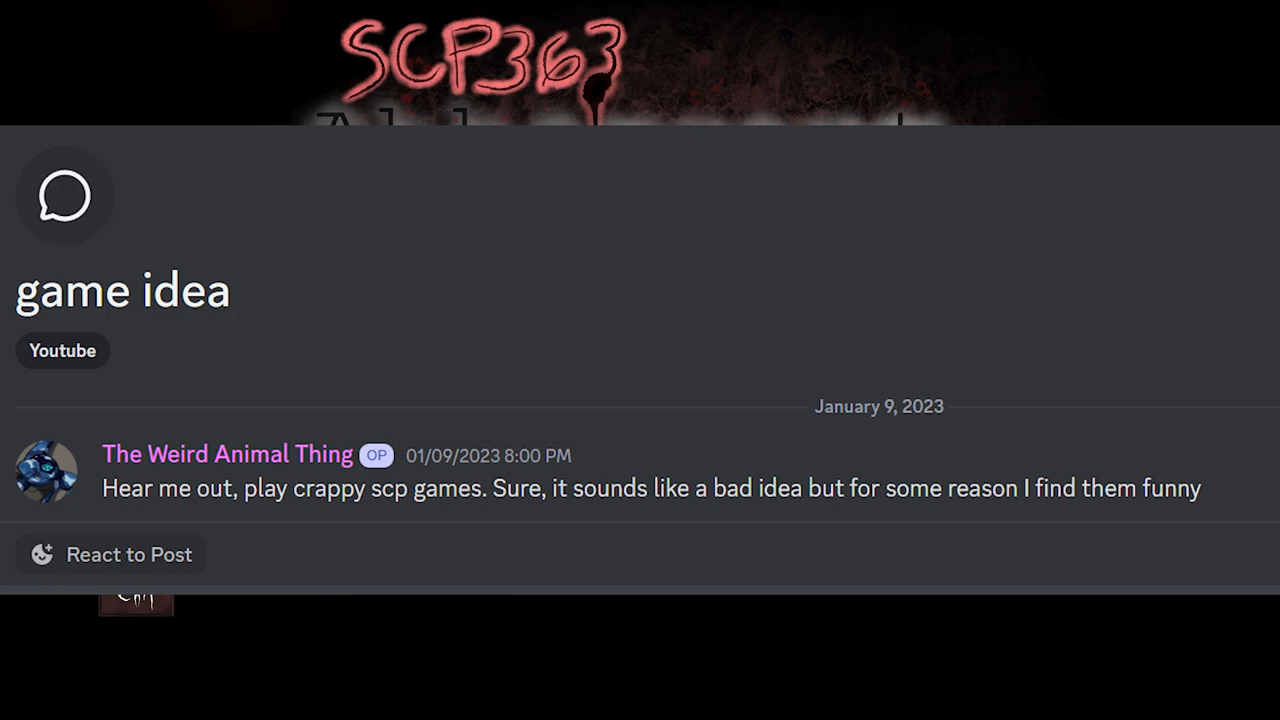 SCP363
game idea
Youtube
January 9, 2023
The Weird Animal Thing OP 01/09/2023 8:00 PM
Hear me out, play crappy scp games. Sure, it sounds like a bad idea but for some reason I find them funny
React to Post